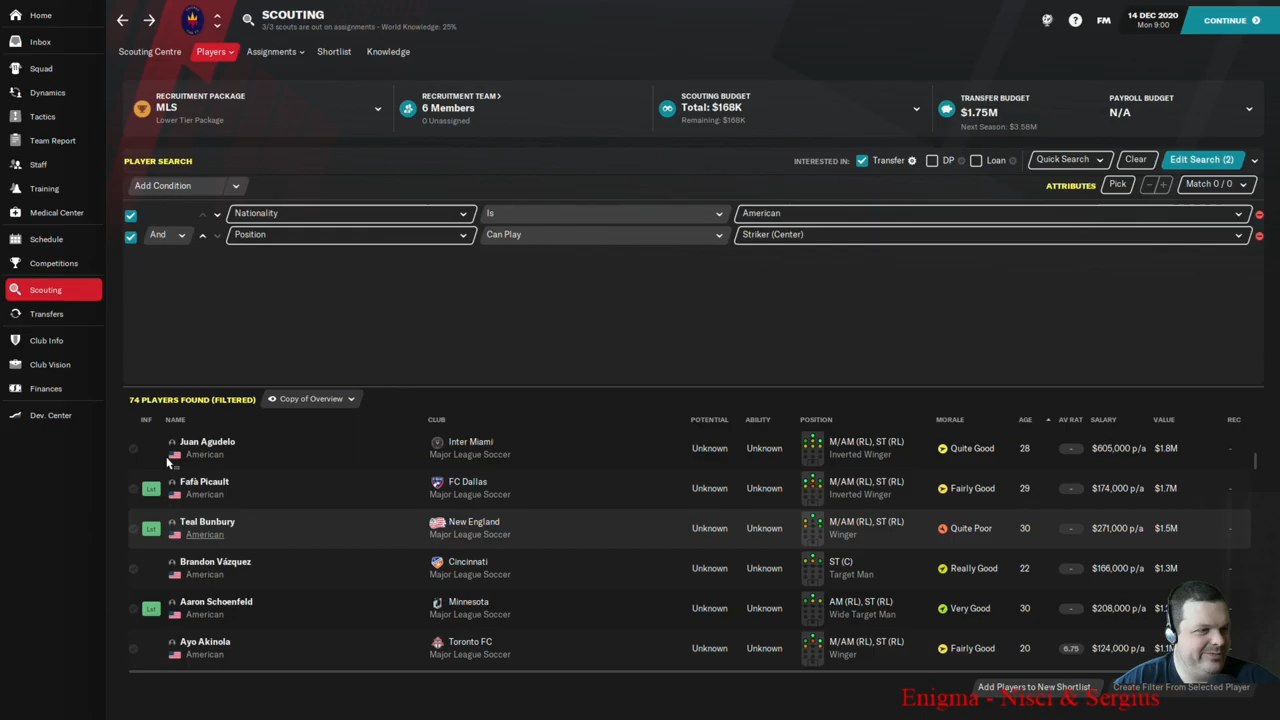 Home
Inbox
Squad
Dynamics
Tactics
Team Report
Staff
Training
Medical Center
Schedule
Competitions
Scouting
Transfers
Club Info
Club Vision
Finances
Dev. Center
SCOUTING
3/3 scouts are out on assignments - World Knowledge: 25%
? FM 14 DEC 2020 Mon 9:00 CONTINUE
Scouting Centre Players Assignments Shortlist Knowledge
RECRUITMENT PACKAGE
MLS
Lower Tier Package
RECRUITMENT TEAM
6 Members
0 Unassigned
SCOUTING BUDGET
Total: $168K
Remaining: $168K
TRANSFER BUDGET
$1.75M
Next Season: $3.58M
PAYROLL BUDGET
N/A
PLAYER SEARCH INTERESTED IN: Transfer DP Loan Quick Search Clear Edit Search (2)
Add Condition ATTRIBUTES Pick - / + Match 0 / 0
Nationality Is American
And Position Can Play Striker (Center)
74 PLAYERS FOUND (FILTERED) Copy of Overview
INF NAME CLUB POTENTIAL ABILITY POSITION MORALE AGE AV RAT SALARY VALUE REC
Juan Agudelo Inter Miami M/AM (RL), ST (RL)
Unknown Unknown Quite Good 28 - $605,000 p/a $1.8M -
American Major League Soccer Inverted Winger
Fafà Picault FC Dallas M/AM (RL), ST (RL)
Lst Unknown Unknown Fairly Good 29 - $174,000 p/a $1.7M -
American Major League Soccer Inverted Winger
Teal Bunbury New England M/AM (RL), ST (RL)
Lst Unknown Unknown Quite Poor 30 - $271,000 p/a $1.5M -
American Major League Soccer Winger
Brandon Vázquez Cincinnati ST (C)
Unknown Unknown Really Good 22 - $166,000 p/a $1.3M -
American Major League Soccer Target Man
Aaron Schoenfeld Minnesota AM (RL), ST (RL)
Lst Unknown Unknown Very Good 30 - $208,000 p/a
American Major League Soccer Wide Target Man
Ayo Akinola Toronto FC M/AM (RL), ST (RL)
Unknown Unknown Fairly Good 20 6.75 $124,000 p/a
American Major League Soccer Winger
Add Players to New Shortlist... Create Filter From Selected Player
Enigma - Nisci & Sergius